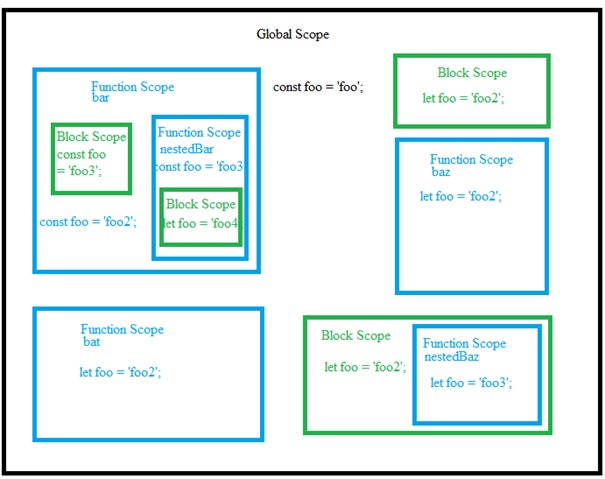 Global Scope
Function Scope
bar
Block Scope
const foo
= 'foo3';
Function Scope
nestedBar
const foo = 'foo3
Block Scope
let foo = 'foo4;
const foo = 'foo2';
const foo = 'foo';
Block Scope
let foo = 'foo2';
Function Scope
baz
let foo = 'foo2';
Function Scope
bat
let foo = 'foo2';
Block Scope
let foo = 'foo2';
Function Scope
nestedBaz
let foo = 'foo3';